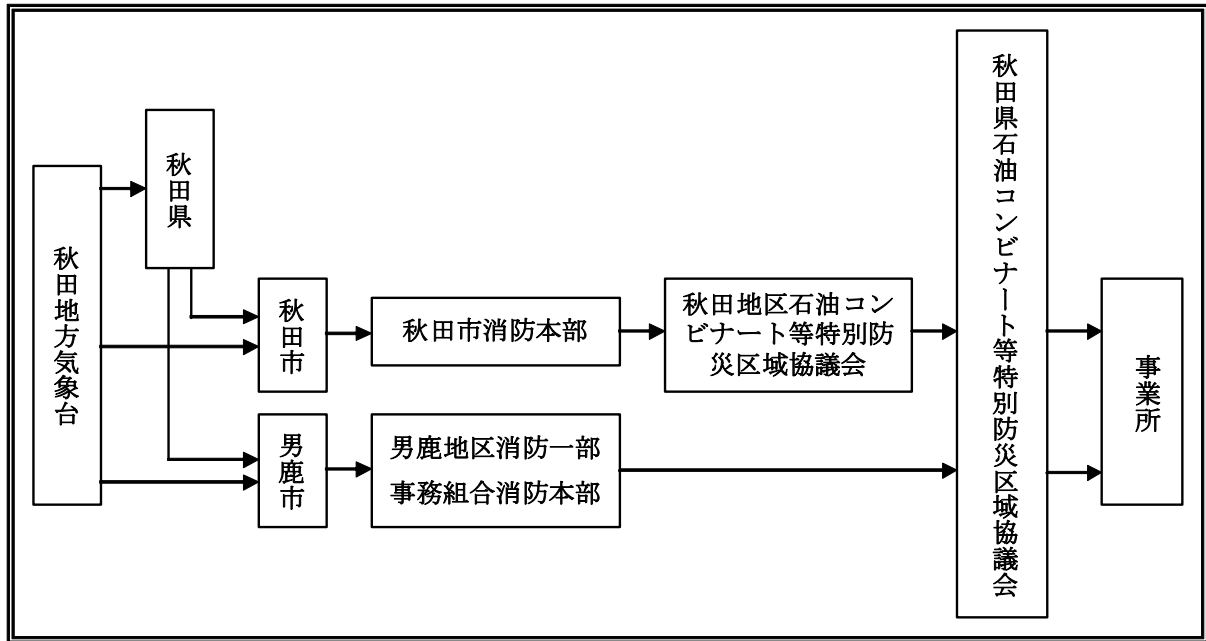 秋田地方気象台
秋田県
秋田市
秋田市消防本部
秋田地区石油コン
ビナート等特別防
災区域協議会
男鹿市
男鹿地区消防一部
事務組合消防本部
秋田県石油コンビナート等特別防災区域協議会
事業所